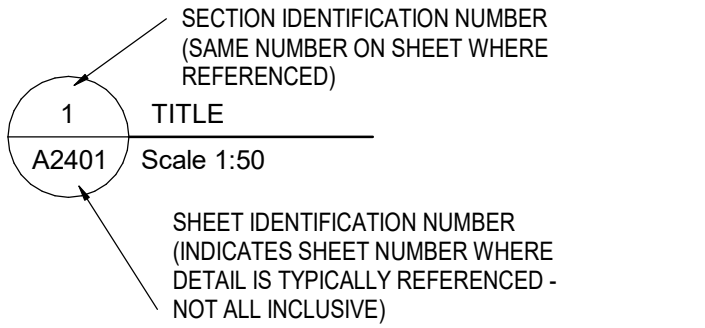 SECTION IDENTIFICATION NUMBER
(SAME NUMBER ON SHEET WHERE
REFERENCED)
1
TITLE
A2401
Scale 1:50
SHEET IDENTIFICATION NUMBER
(INDICATES SHEET NUMBER WHERE
DETAIL IS TYPICALLY REFERENCED -
NOT ALL INCLUSIVE)